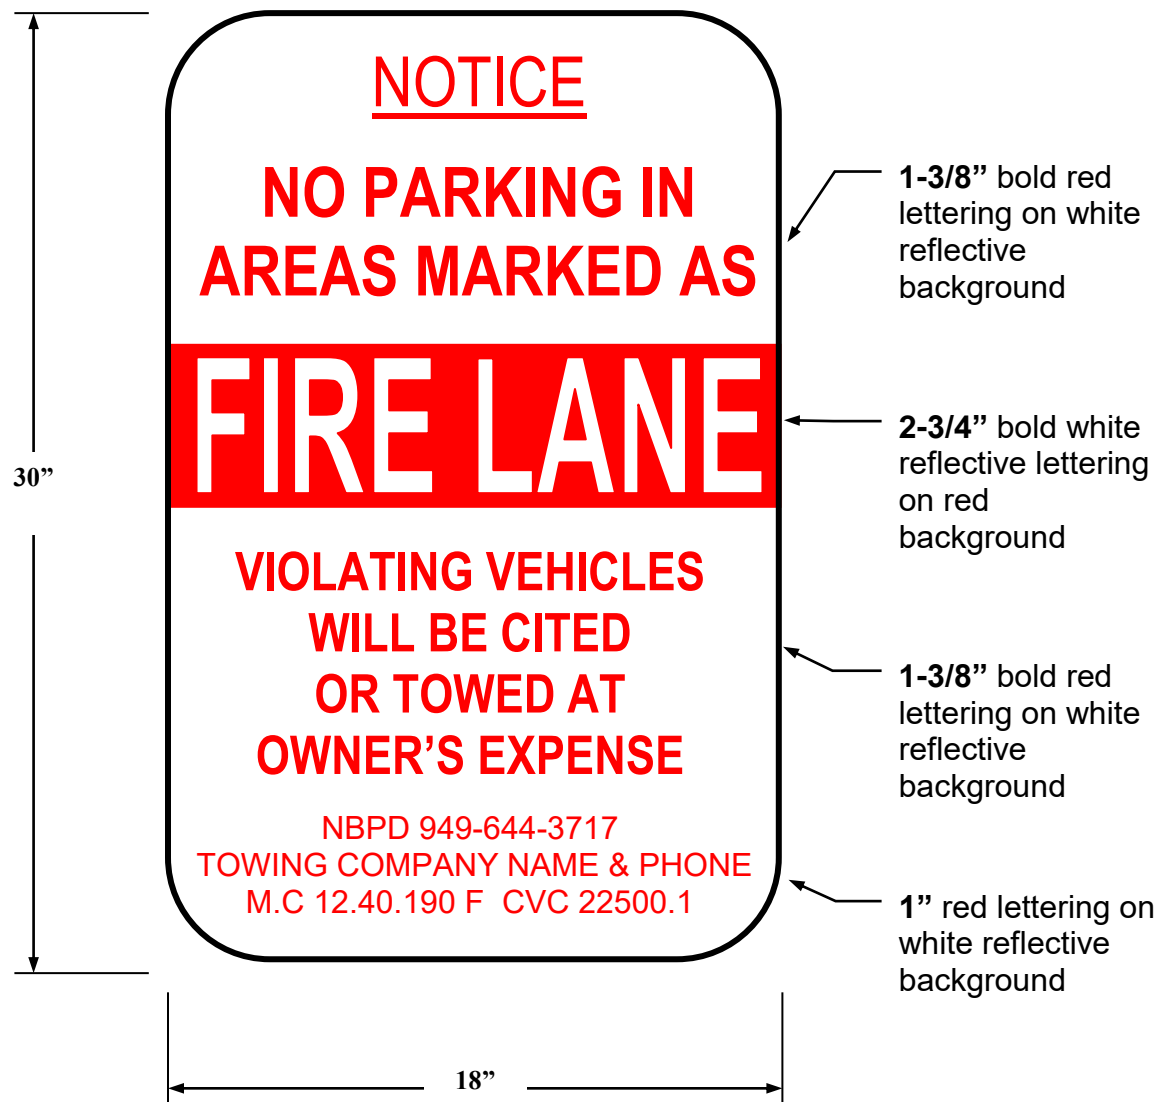 NOTICE
NO PARKING IN
AREAS MARKED AS
FIRE LANE
VIOLATING VEHICLES
WILL BE CITED
OR TOWED AT
OWNER’S EXPENSE
NBPD 949-644-3717
TOWING COMPANY NAME & PHONE
M.C 12.40.190 F  CVC 22500.1
30”
18”
1-3/8” bold red
lettering on white
reflective
background
2-3/4” bold white
reflective lettering
on red
background
1-3/8” bold red
lettering on white
reflective
background
1” red lettering on
white reflective
background